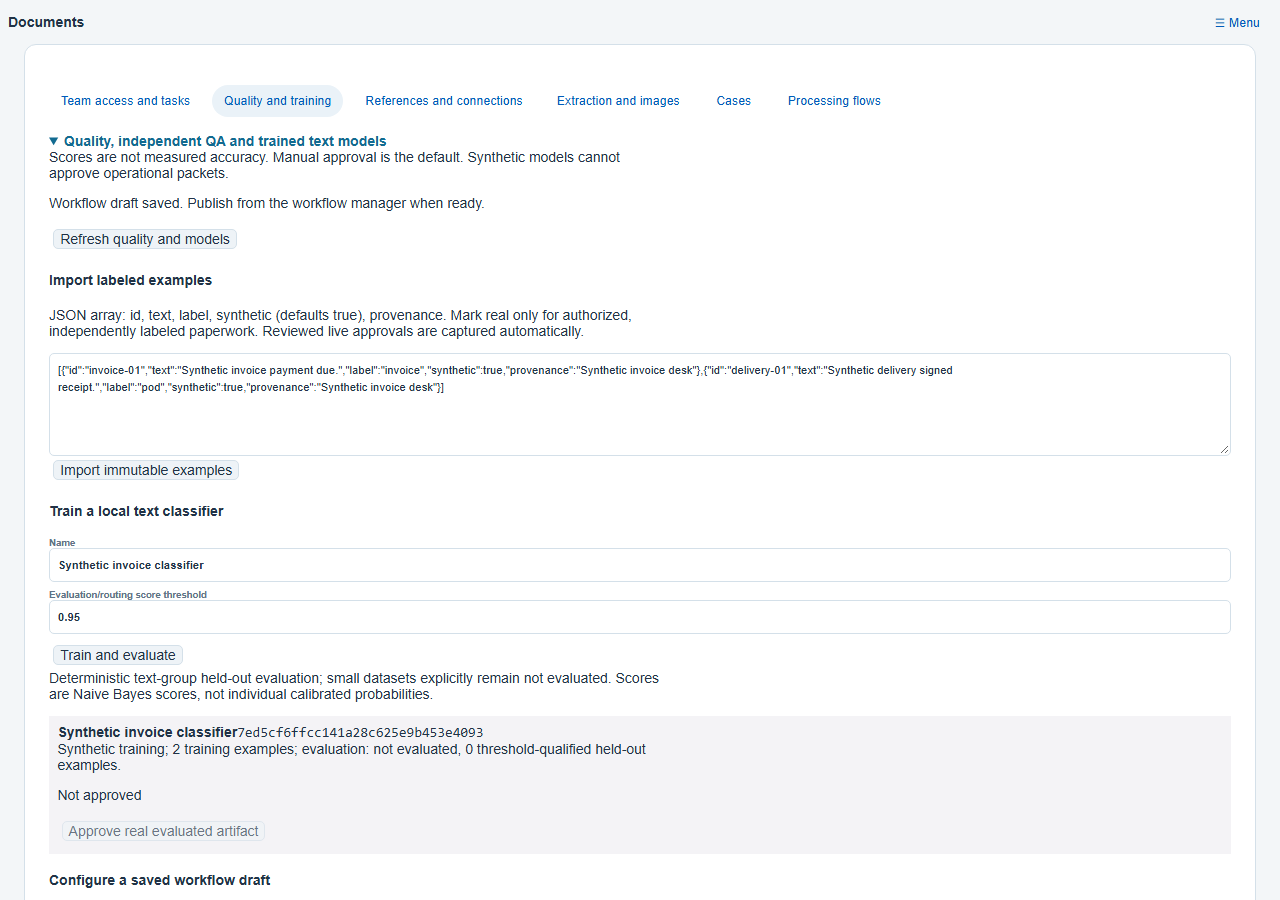 Documents
☰ Menu
Team access and tasks
Quality and training
References and connections
Extraction and images
Cases
Processing flows
▼ Quality, independent QA and trained text models
Scores are not measured accuracy. Manual approval is the default. Synthetic models cannot
approve operational packets.
Workflow draft saved. Publish from the workflow manager when ready.
Refresh quality and models
Import labeled examples
JSON array: id, text, label, synthetic (defaults true), provenance. Mark real only for authorized,
independently labeled paperwork. Reviewed live approvals are captured automatically.
[{"id":"invoice-01","text":"Synthetic invoice payment due.","label":"invoice","synthetic":true,"provenance":"Synthetic invoice desk"},{"id":"delivery-01","text":"Synthetic delivery signed
receipt.","label":"pod","synthetic":true,"provenance":"Synthetic invoice desk"}]
Import immutable examples
Train a local text classifier
Name
Synthetic invoice classifier
Evaluation/routing score threshold
0.95
Train and evaluate
Deterministic text-group held-out evaluation; small datasets explicitly remain not evaluated. Scores
are Naive Bayes scores, not individual calibrated probabilities.
Synthetic invoice classifier7ed5cf6ffcc141a28c625e9b453e4093
Synthetic training; 2 training examples; evaluation: not evaluated, 0 threshold-qualified held-out
examples.
Not approved
Approve real evaluated artifact
Configure a saved workflow draft